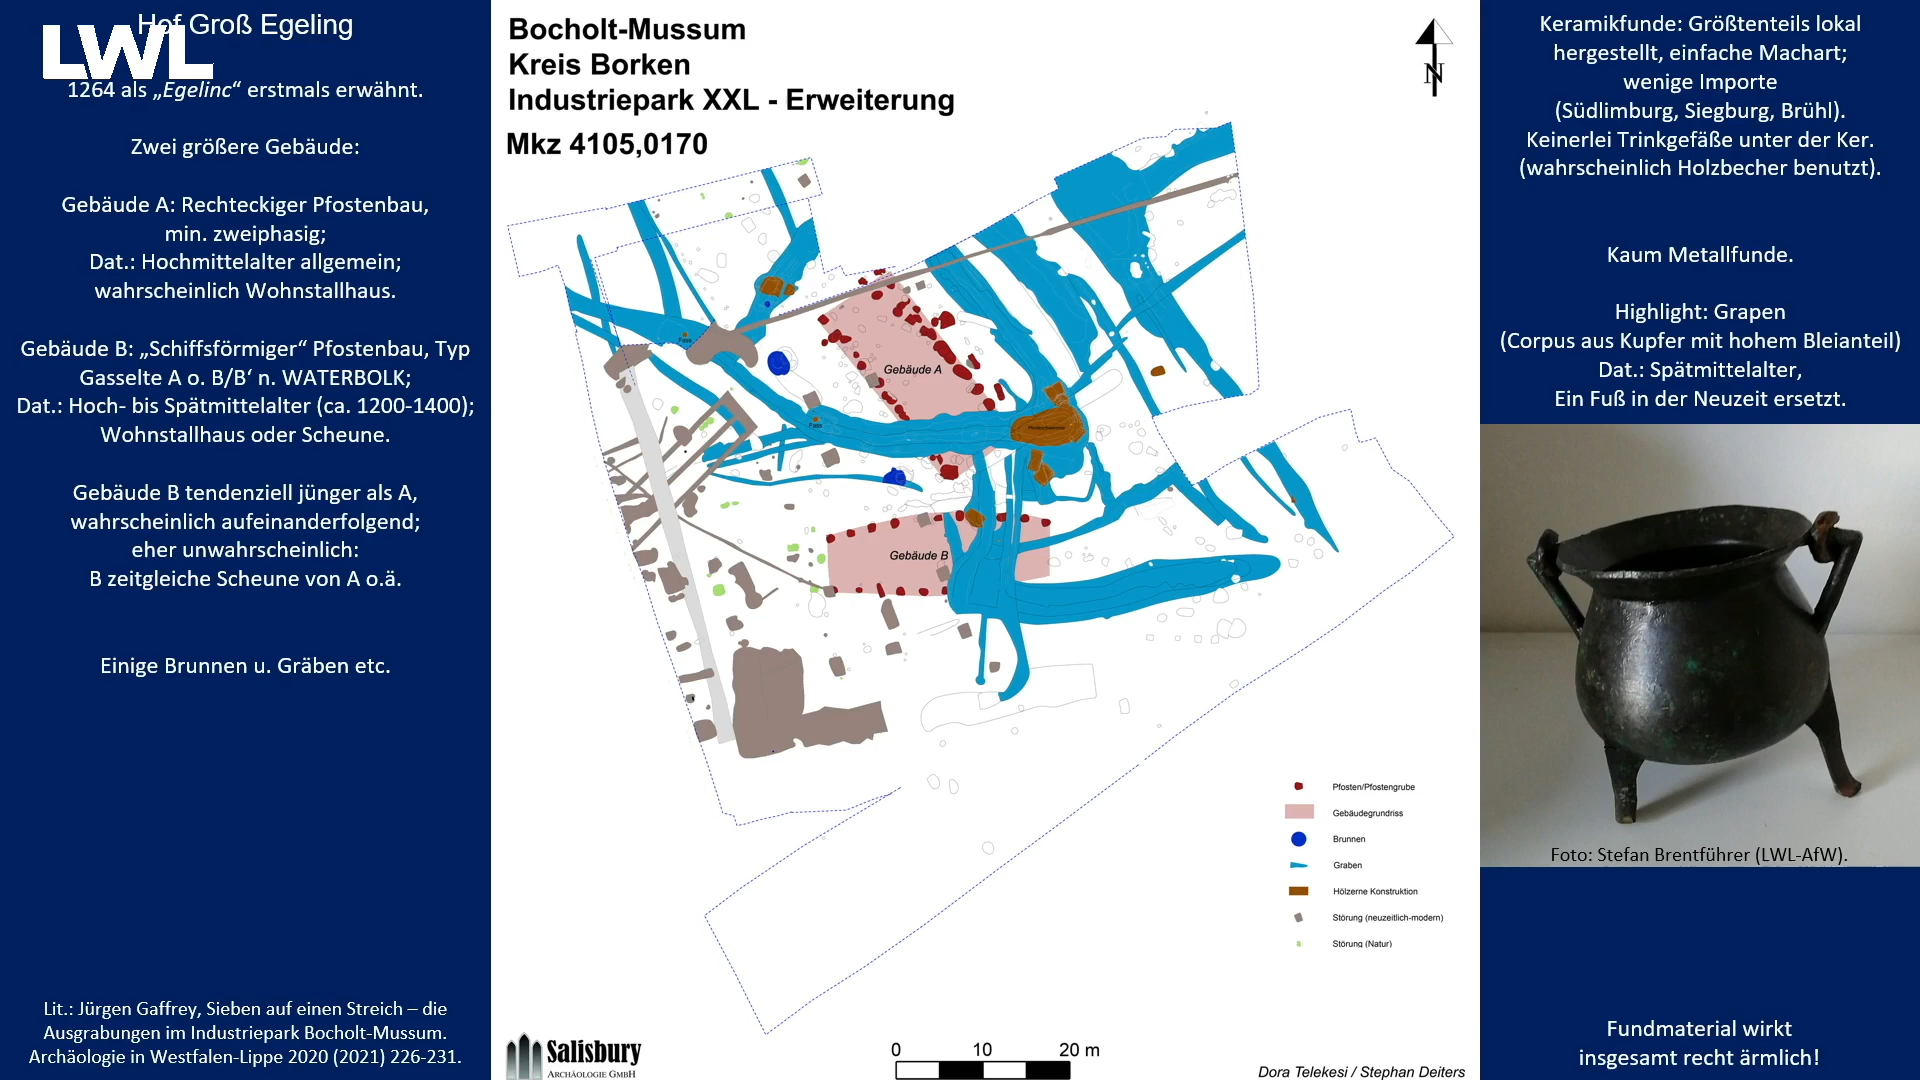 Hof Groß Egeling
LWL
1264 als „Egelinc“ erstmals erwähnt.
Zwei größere Gebäude:
Gebäude A: Rechteckiger Pfostenbau,
min. zweiphasig;
Dat.: Hochmittelalter allgemein;
wahrscheinlich Wohnstallhaus.
Gebäude B: „Schiffsförmiger“ Pfostenbau, Typ
Gasselte A o. B/B‘ n. WATERBOLK;
Dat.: Hoch- bis Spätmittelalter (ca. 1200-1400);
Wohnstallhaus oder Scheune.
Gebäude B tendenziell jünger als A,
wahrscheinlich aufeinanderfolgend;
eher unwahrscheinlich:
B zeitgleiche Scheune von A o.ä.
Einige Brunnen u. Gräben etc.
Lit.: Jürgen Gaffrey, Sieben auf einen Streich – die
Ausgrabungen im Industriepark Bocholt-Mussum.
Archäologie in Westfalen-Lippe 2020 (2021) 226-231.
Bocholt-Mussum
Kreis Borken
Industriepark XXL - Erweiterung
Mkz 4105,0170
N
Fass
Gebäude A
Fass
Gebäude B
Pfosten/Pfostengrube
Gebäudegrundriss
Brunnen
Graben
Hölzerne Konstruktion
Störung (neuzeitlich-modern)
Störung (Natur)
Salisbury
ARCHÄOLOGIE GMBH
0 10 20 m
Dora Telekesi / Stephan Deiters
Keramikfunde: Größtenteils lokal
hergestellt, einfache Machart;
wenige Importe
(Südlimburg, Siegburg, Brühl).
Keinerlei Trinkgefäße unter der Ker.
(wahrscheinlich Holzbecher benutzt).
Kaum Metallfunde.
Highlight: Grapen
(Corpus aus Kupfer mit hohem Bleianteil)
Dat.: Spätmittelalter,
Ein Fuß in der Neuzeit ersetzt.
Foto: Stefan Brentführer (LWL-AfW).
Fundmaterial wirkt
insgesamt recht ärmlich!